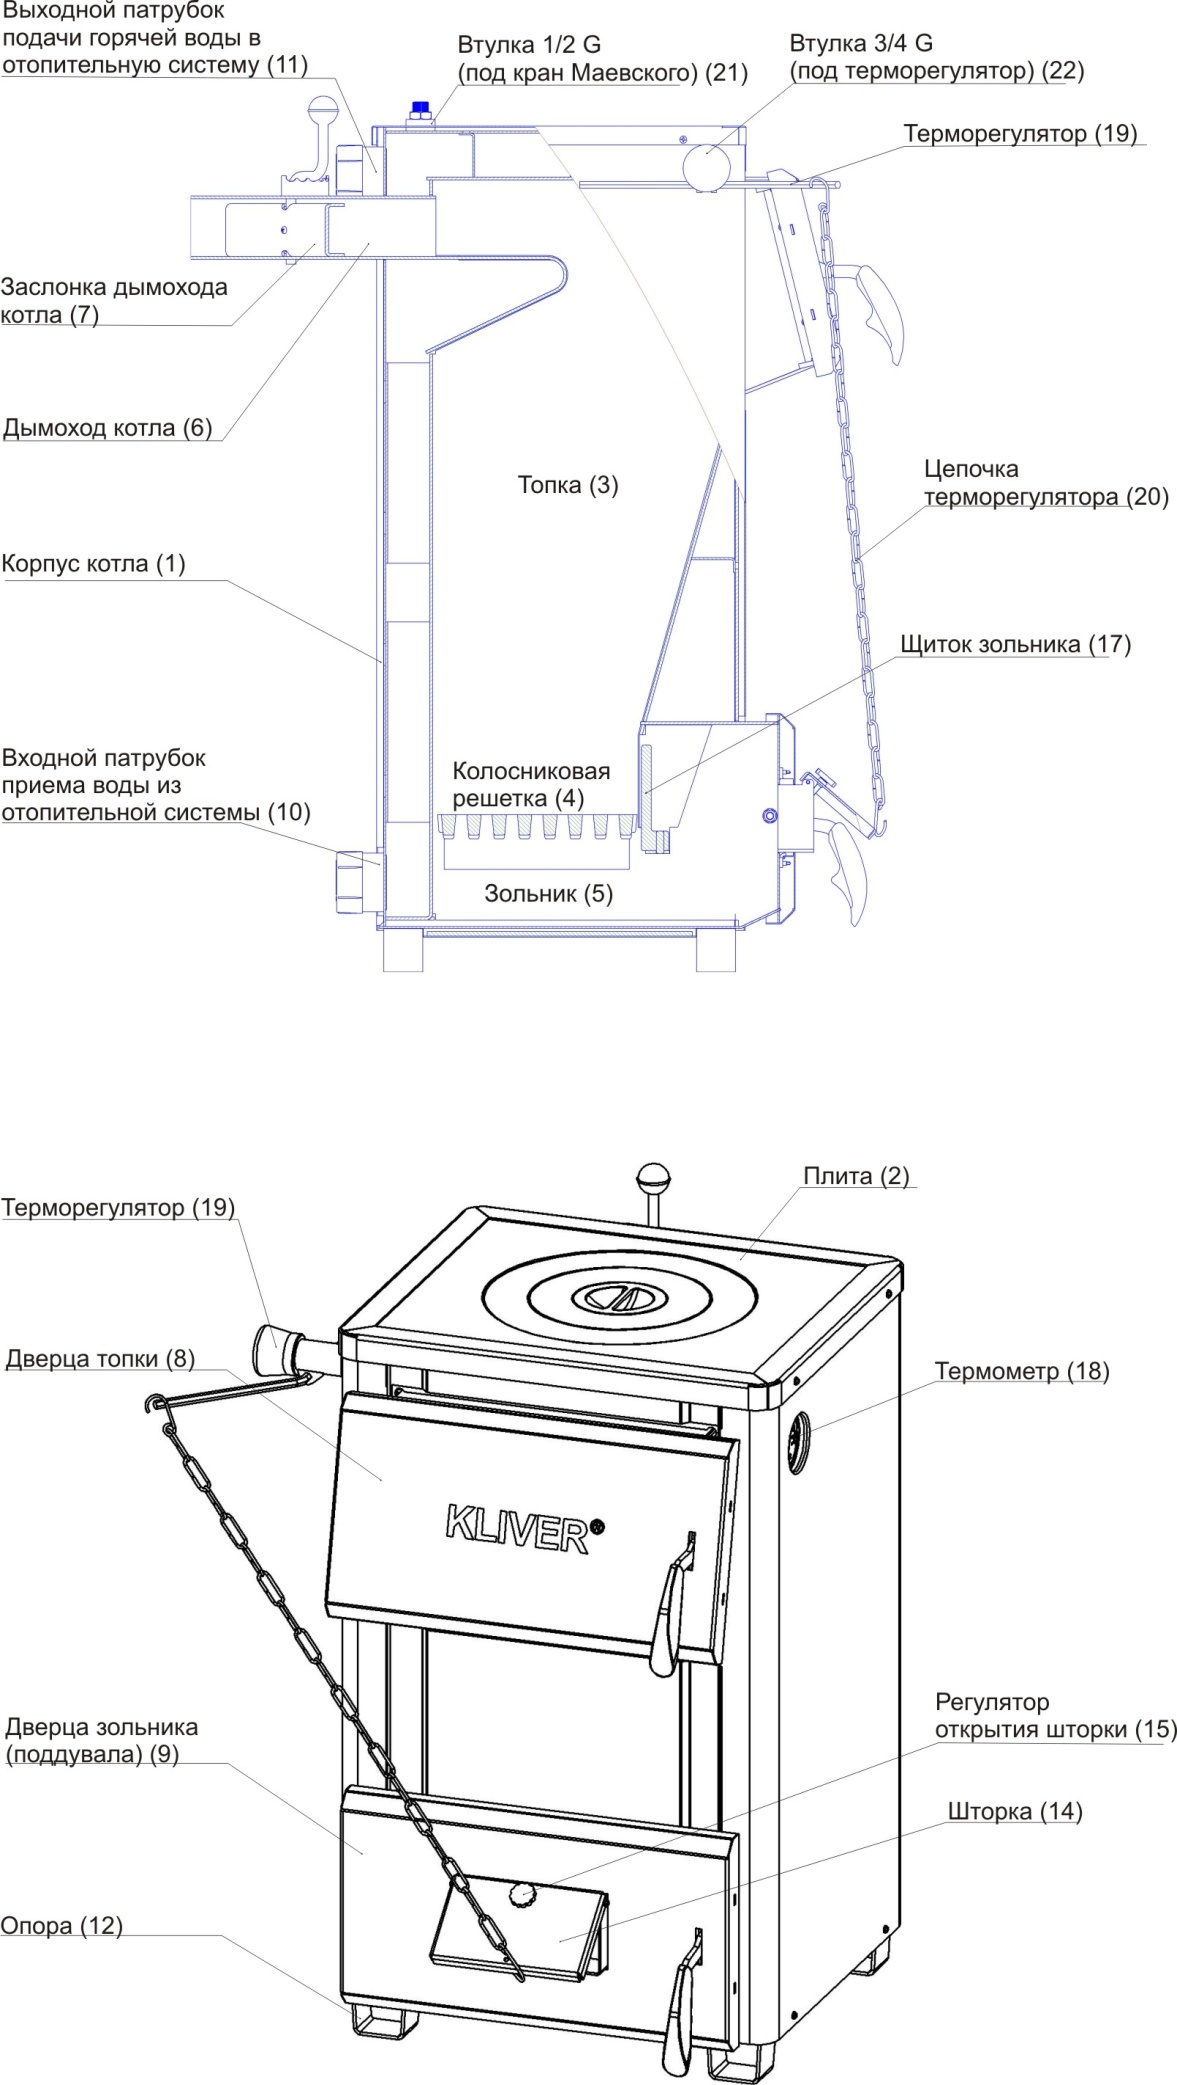 Выходной патрубок
подачи горячей воды в
отопительную систему (11)
Втулка 1/2 G
(под кран Маевского) (21)
Втулка 3/4 G
(под терморегулятор) (22)
Терморегулятор (19)
Заслонка дымохода
котла (7)
Дымоход котла (6)
Топка (3)
Цепочка
терморегулятора (20)
Корпус котла (1)
Щиток зольника (17)
Входной патрубок
приема воды из
отопительной системы (10)
Колосниковая
решетка (4)
Зольник (5)
Плита (2)
Терморегулятор (19)
Дверца топки (8)
Термометр (18)
KLIVER
Дверца зольника
(поддувала) (9)
Регулятор
открытия шторки (15)
Шторка (14)
Опора (12)